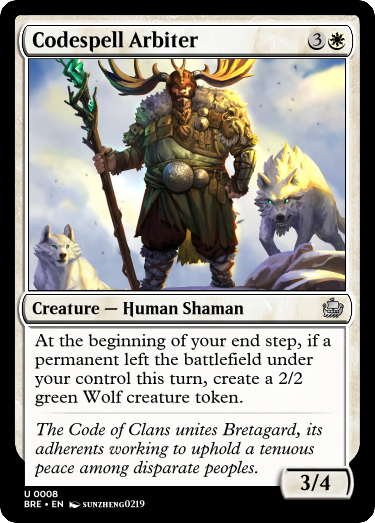 Codespell Arbiter 3
Creature — Human Shaman
At the beginning of your end step, if a
permanent left the battlefield under
your control this turn, create a 2/2
green Wolf creature token.
The Code of Clans unites Bretagard, its
adherents working to uphold a tenuous
peace among disparate peoples.
3/4
U 0008
BRE • EN SUNZHENG0219